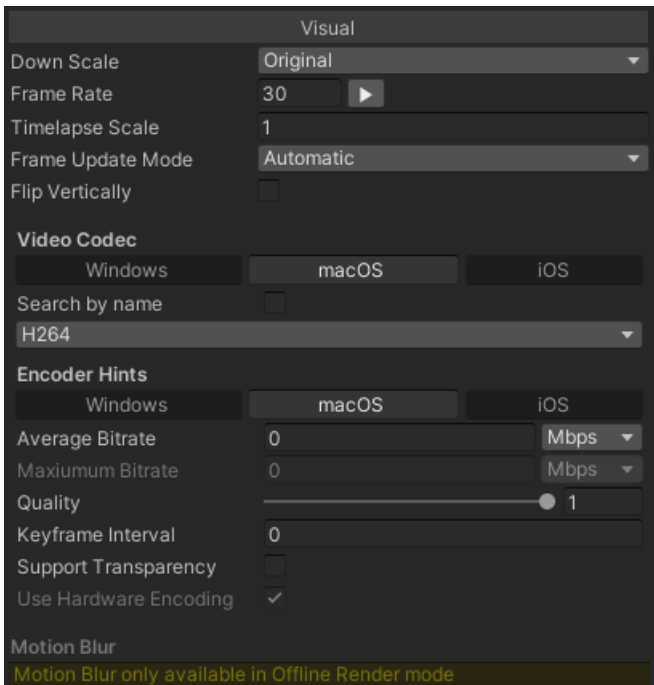 Visual
Down Scale Original
Frame Rate 30
Timelapse Scale 1
Frame Update Mode Automatic
Flip Vertically
Video Codec
Windows macOS iOS
Search by name
H264
Encoder Hints
Windows macOS iOS
Average Bitrate 0 Mbps
Maxiumum Bitrate 0 Mbps
Quality 1
Keyframe Interval 0
Support Transparency
Use Hardware Encoding
Motion Blur
Motion Blur only available in Offline Render mode